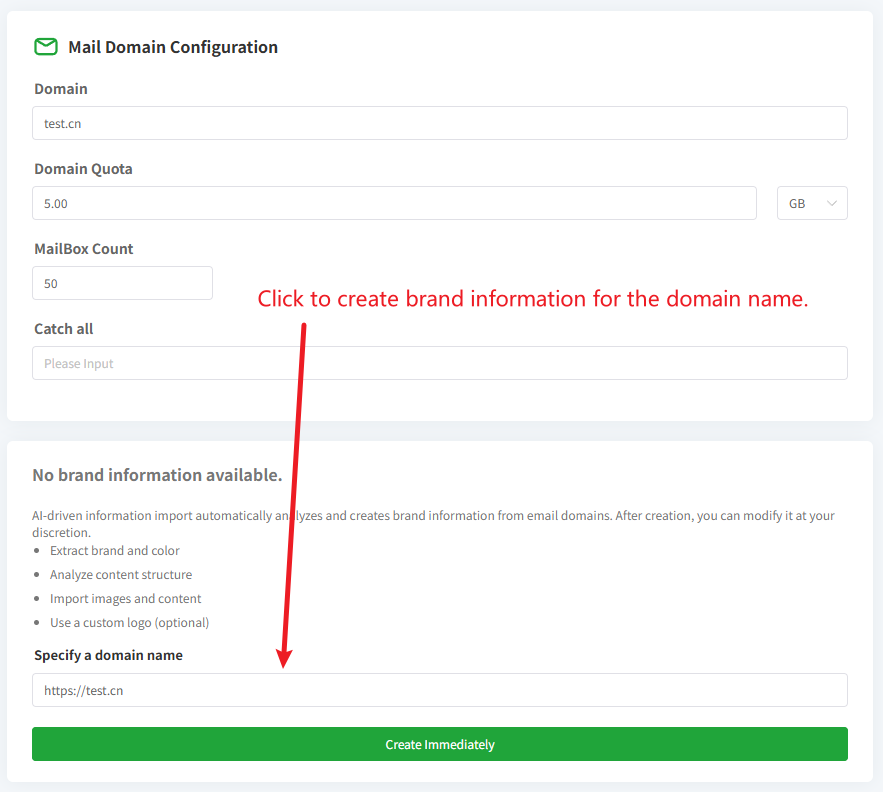 Mail Domain Configuration
Domain
test.cn
Domain Quota
5.00
GB
MailBox Count
50
Click to create brand information for the domain name.
Catch all
Please Input
No brand information available.
AI-driven information import automatically analyzes and creates brand information from email domains. After creation, you can modify it at your
discretion.
Extract brand and color
Analyze content structure
Import images and content
Use a custom logo (optional)
Specify a domain name
https://test.cn
Create Immediately